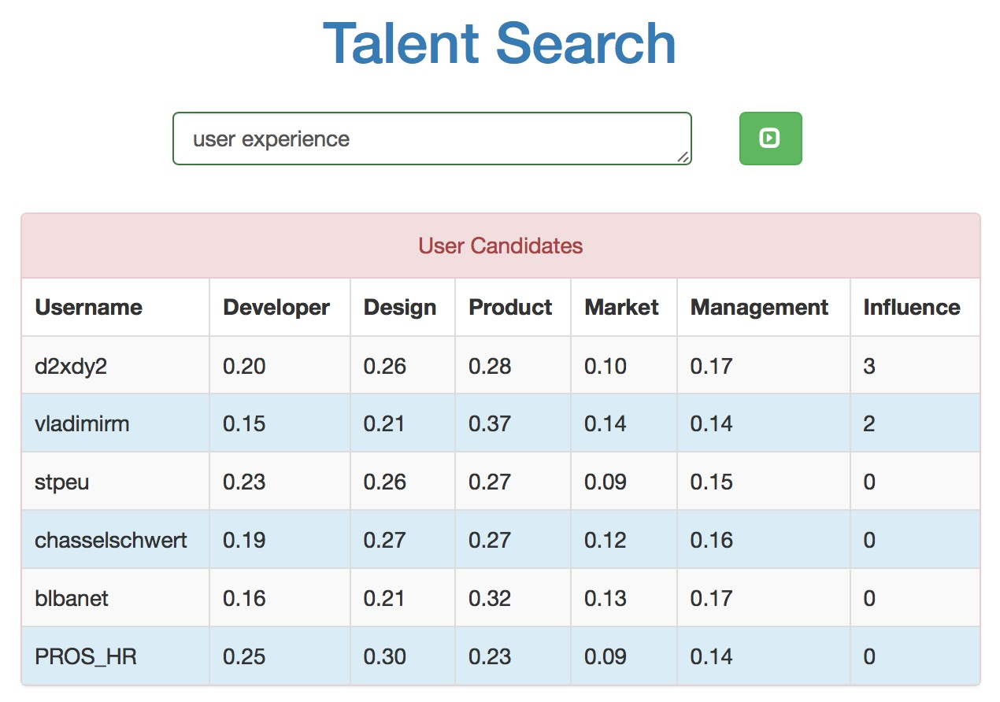 Talent Search
user experience
User Candidates
Username Developer Design Product Market Management Influence
d2xdy2 0.20 0.26 0.28 0.10 0.17 3
vladimirm 0.15 0.21 0.37 0.14 0.14 2
stpeu 0.23 0.26 0.27 0.09 0.15 0
chasselschwert 0.19 0.27 0.27 0.12 0.16 0
blbanet 0.16 0.21 0.32 0.13 0.17 0
PROS_HR 0.25 0.30 0.23 0.09 0.14 0